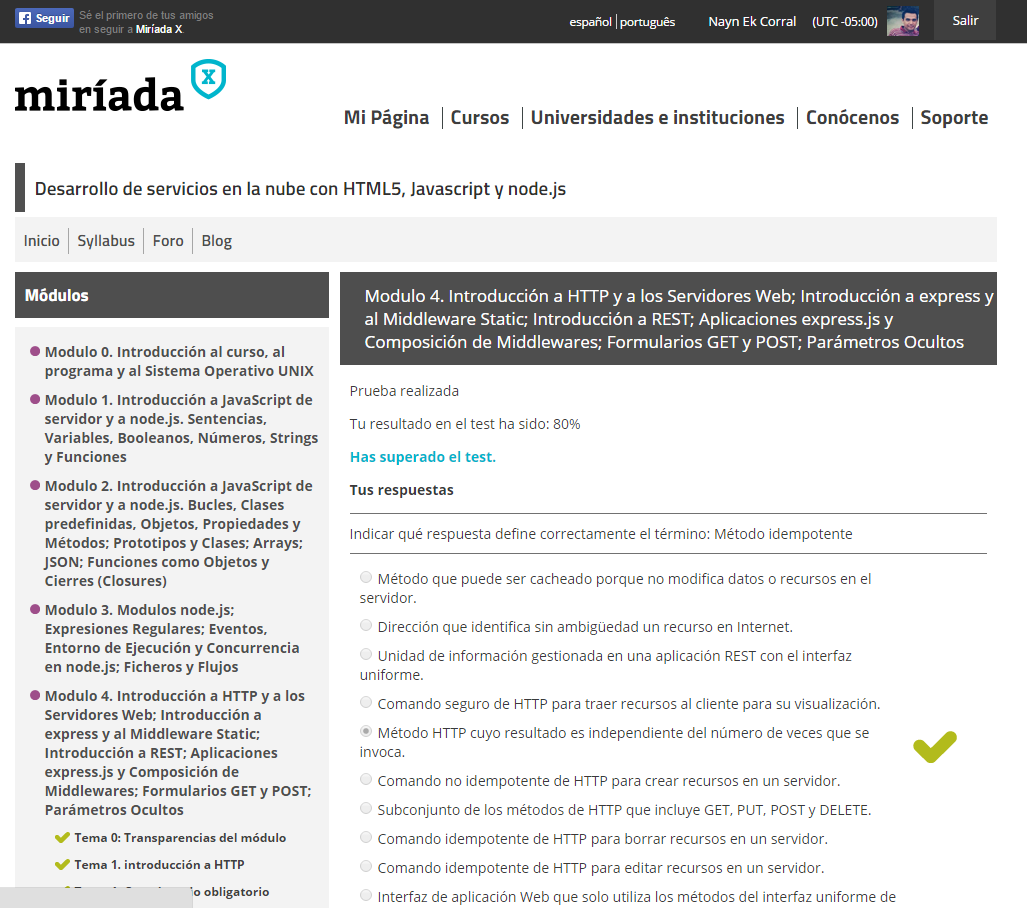 Seguir
Sé el primero de tus amigos
en seguir a Miríada X.
español | português
Nayn Ek Corral
(UTC -05:00)
Salir
miríada X
Mi Página
Cursos
Universidades e instituciones
Conócenos
Soporte
Desarrollo de servicios en la nube con HTML5, Javascript y node.js
Inicio
Syllabus
Foro
Blog
Módulos
Modulo 0. Introducción al curso, al
programa y al Sistema Operativo UNIX
Modulo 1. Introducción a JavaScript de
servidor y a node.js. Sentencias,
Variables, Booleanos, Números, Strings
y Funciones
Modulo 2. Introducción a JavaScript de
servidor y a node.js. Bucles, Clases
predefinidas, Objetos, Propiedades y
Métodos; Prototipos y Clases; Arrays;
JSON; Funciones como Objetos y
Cierres (Closures)
Modulo 3. Modulos node.js;
Expresiones Regulares; Eventos,
Entorno de Ejecución y Concurrencia
en node.js; Ficheros y Flujos
Modulo 4. Introducción a HTTP y a los
Servidores Web; Introducción a
express y al Middleware Static;
Introducción a REST; Aplicaciones
express.js y Composición de
Middlewares; Formularios GET y POST;
Parámetros Ocultos
Tema 0: Transparencias del módulo
Tema 1. introducción a HTTP
obligatorio
Modulo 4. Introducción a HTTP y a los Servidores Web; Introducción a express y
al Middleware Static; Introducción a REST; Aplicaciones express.js y
Composición de Middlewares; Formularios GET y POST; Parámetros Ocultos
Prueba realizada
Tu resultado en el test ha sido: 80%
Has superado el test.
Tus respuestas
Indicar qué respuesta define correctamente el término: Método idempotente
Método que puede ser cacheado porque no modifica datos o recursos en el
servidor.
Dirección que identifica sin ambigüedad un recurso en Internet.
Unidad de información gestionada en una aplicación REST con el interfaz
uniforme.
Comando seguro de HTTP para traer recursos al cliente para su visualización.
Método HTTP cuyo resultado es independiente del número de veces que se
invoca.
Comando no idempotente de HTTP para crear recursos en un servidor.
Subconjunto de los métodos de HTTP que incluye GET, PUT, POST y DELETE.
Comando idempotente de HTTP para borrar recursos en un servidor.
Comando idempotente de HTTP para editar recursos en un servidor.
Interfaz de aplicación Web que solo utiliza los métodos del interfaz uniforme de